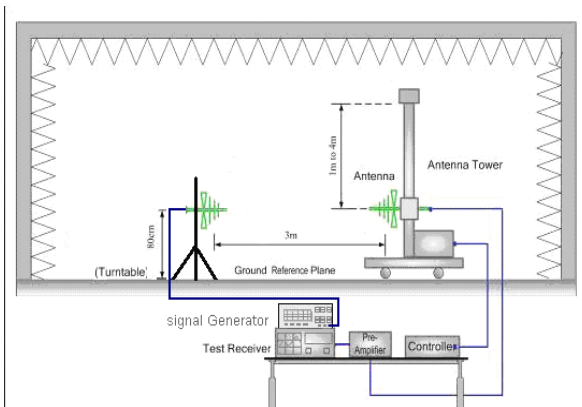 1m to 4m
Antenna
Antenna Tower
80cm
3m
(Turntable)
Ground Reference Plane
signal Generator
Test Receiver
Pre-
Amplifier
Controller